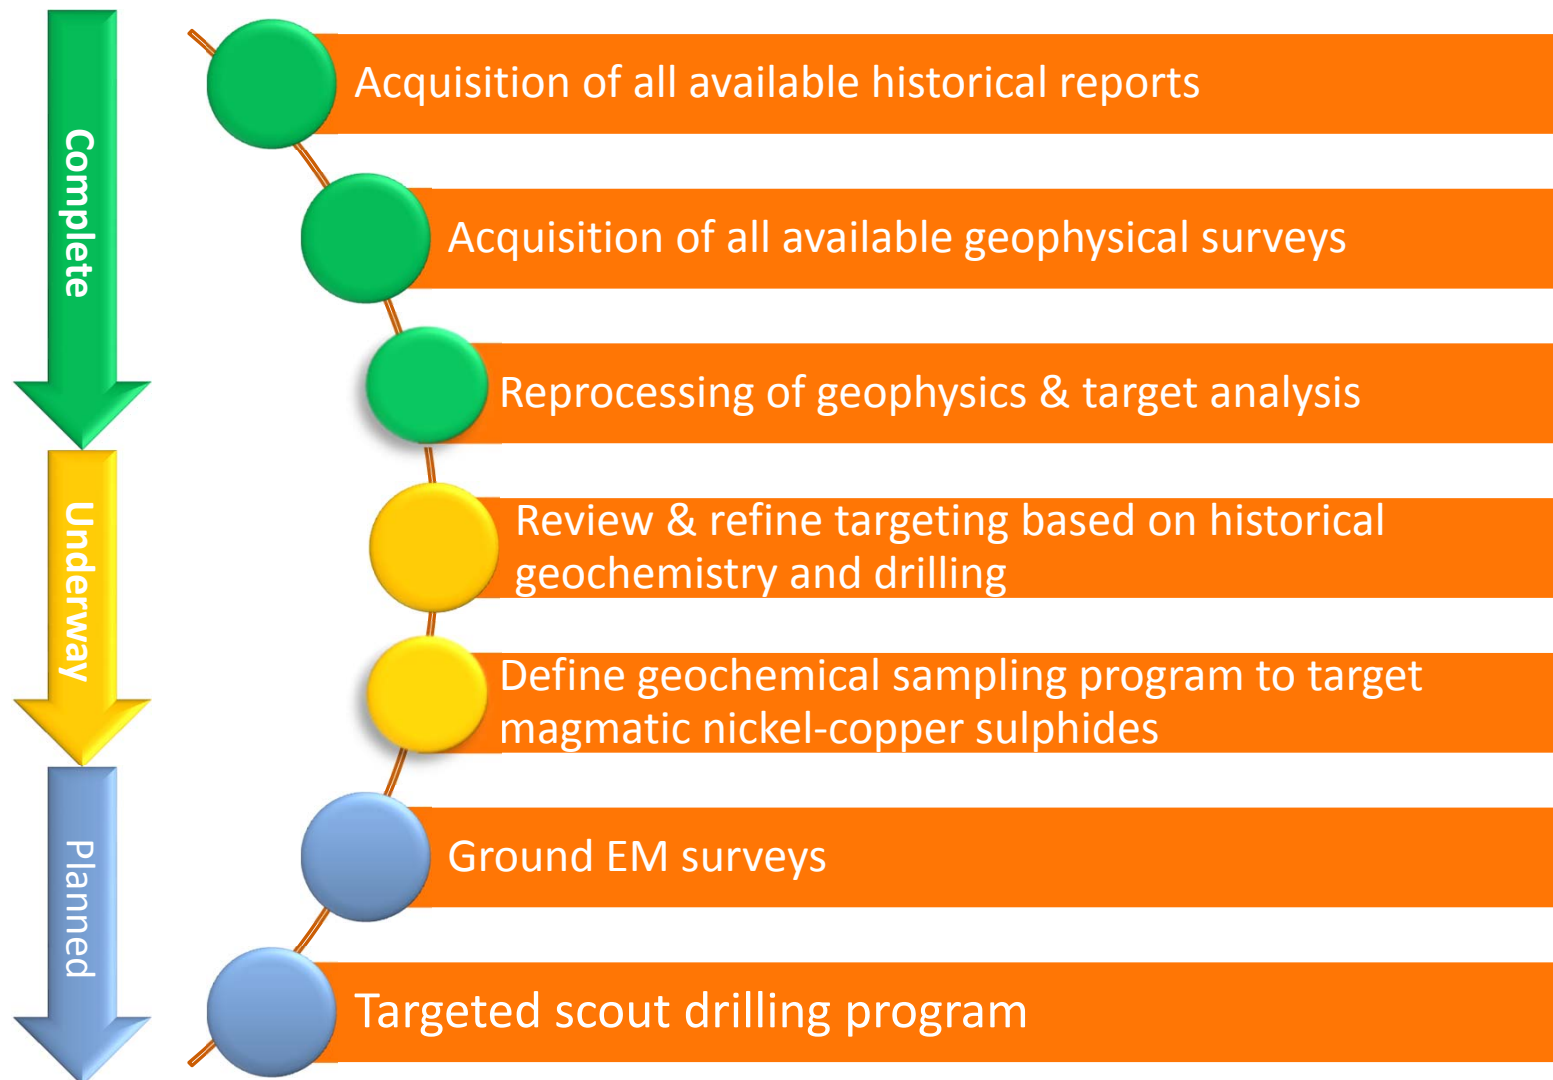 Complete
Underway
Planned
Acquisition of all available historical reports
Acquisition of all available geophysical surveys
Reprocessing of geophysics & target analysis
Review & refine targeting based on historical
geochemistry and drilling
Define geochemical sampling program to target
magmatic nickel-copper sulphides
Ground EM surveys
Targeted scout drilling program